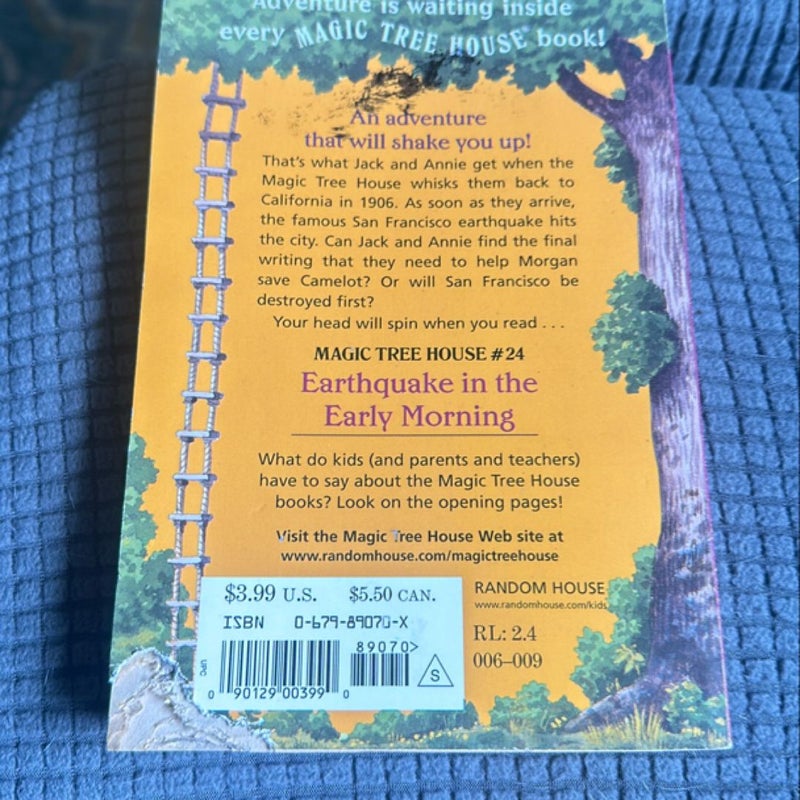 Adventure is waiting inside
every MAGIC TREE HOUSE® book!
An adventure
that will shake you up!
That's what Jack and Annie get when the
Magic Tree House whisks them back to
California in 1906. As soon as they arrive,
the famous San Francisco earthquake hits
the city. Can Jack and Annie find the final
writing that they need to help Morgan
save Camelot? Or will San Francisco be
destroyed first?
Your head will spin when you read . . .
MAGIC TREE HOUSE #24
Earthquake in the
Early Morning
What do kids (and parents and teachers)
have to say about the Magic Tree House
books? Look on the opening pages!
Visit the Magic Tree House Web site at
www.randomhouse.com/magictreehouse
$3.99 U.S. $5.50 CAN.
ISBN 0-679-89070-X
89070>
UPC
0 90129 00399 0
S
RANDOM HOUSE
www.randomhouse.com/kids
RL: 2.4
006–009